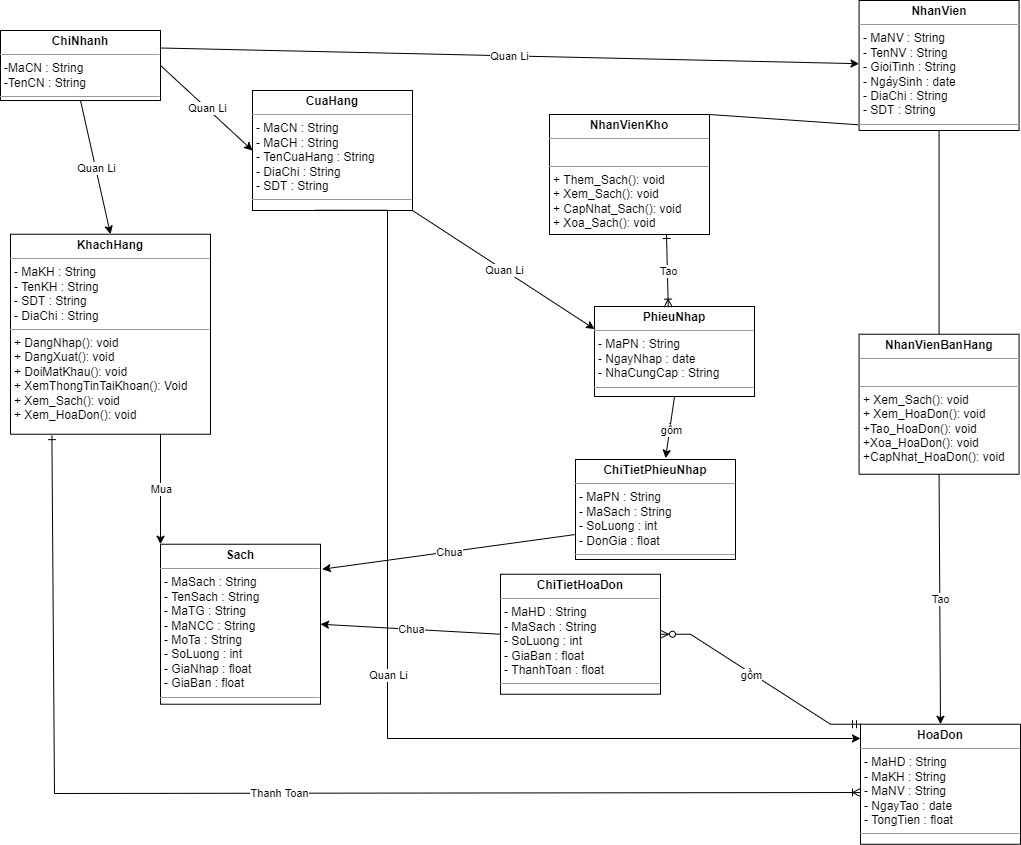 ChiNhanh
-MaCN : String
-TenCN : String
Quan Li
Quan Li
Quan Li
CuaHang
- MaCN : String
- MaCH : String
- TenCuaHang : String
- DiaChi : String
- SDT : String
NhanVien
- MaNV : String
- TenNV : String
- GioiTinh : String
- NgáySinh : date
- DiaChi : String
- SDT : String
NhanVienKho
+ Them_Sach(): void
+ Xem_Sach(): void
+ CapNhat_Sach(): void
+ Xoa_Sach(): void
KhachHang
- MaKH : String
- TenKH : String
- SDT : String
- DiaChi : String
+ DangNhap(): void
+ DangXuat(): void
+ DoiMatKhau(): void
+ XemThongTinTaiKhoan(): Void
+ Xem_Sach(): void
+ Xem_HoaDon(): void
Quan Li
Tao
PhieuNhap
- MaPN : String
- NgayNhap : date
- NhaCungCap : String
NhanVienBanHang
+ Xem_Sach(): void
+ Xem_HoaDon(): void
+Tao_HoaDon(): void
+Xoa_HoaDon(): void
+CapNhat_HoaDon(): void
gồm
ChiTietPhieuNhap
- MaPN : String
- MaSach : String
- SoLuong : int
- DonGia : float
Mua
Chua
Sach
- MaSach : String
- TenSach : String
- MaTG : String
- MaNCC : String
- MoTa : String
- SoLuong : int
- GiaNhap : float
- GiaBan : float
Chua
ChiTietHoaDon
- MaHD : String
- MaSach : String
- SoLuong : int
- GiaBan : float
- ThanhToan : float
Tao
Quan Li
gồm
HoaDon
- MaHD : String
- MaKH : String
- MaNV : String
- NgayTao : date
- TongTien : float
Thanh Toan